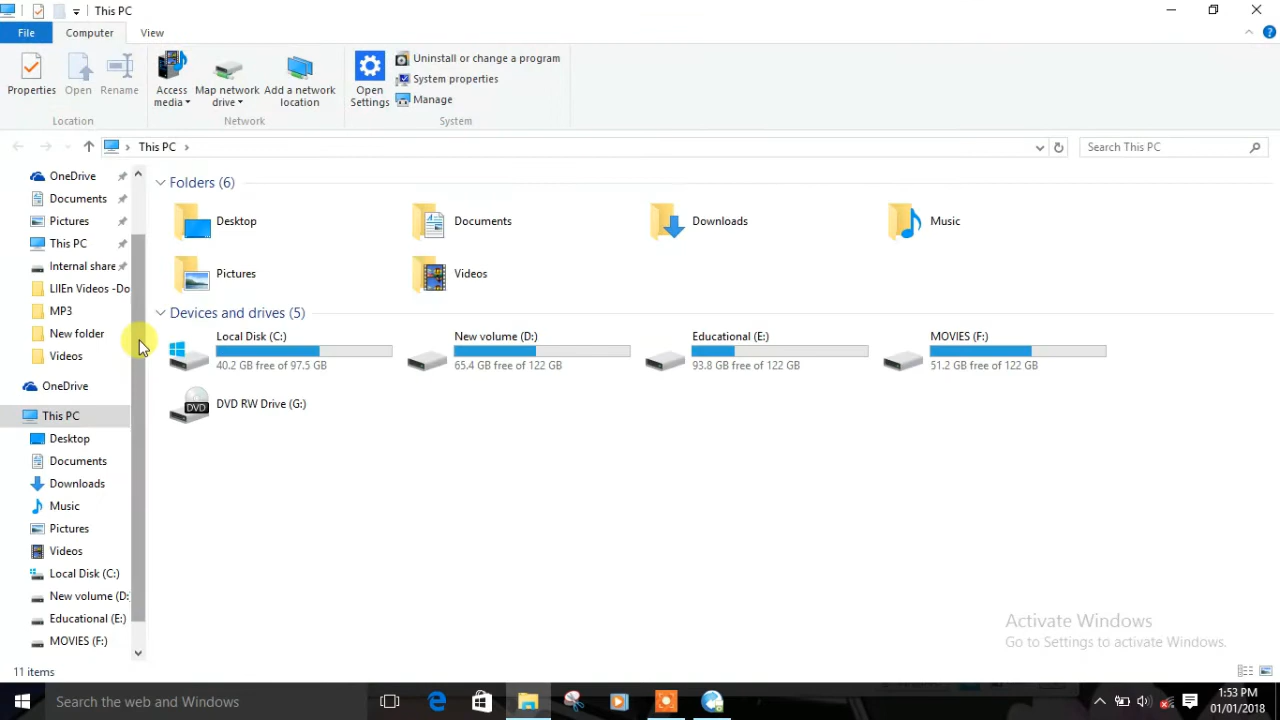 This PC
File
Computer
View
Properties
Open
Rename
Access media
Map network drive
Add a network location
Open Settings
Uninstall or change a program
System properties
Manage
Location
Network
System
This PC
Search This PC
OneDrive
Documents
Pictures
This PC
Internal share
LIIEn Videos -Do
MP3
New folder
Videos
OneDrive
This PC
Desktop
Documents
Downloads
Music
Pictures
Videos
Local Disk (C:)
New volume (D:
Educational (E:)
MOVIES (F:)
Folders (6)
Desktop
Documents
Downloads
Music
Pictures
Videos
Devices and drives (5)
Local Disk (C:)
40.2 GB free of 97.5 GB
New volume (D:)
65.4 GB free of 122 GB
Educational (E:)
93.8 GB free of 122 GB
MOVIES (F:)
51.2 GB free of 122 GB
DVD
DVD RW Drive (G:)
Activate Windows
Go to Settings to activate Windows.
11 items
Search the web and Windows
1:53 PM
01/01/2018